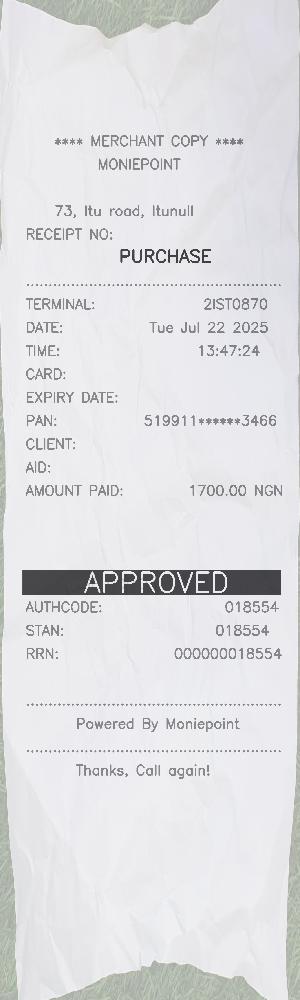 **** MERCHANT COPY ****
MONIEPOINT
73, Itu road, Itunull
RECEIPT NO:
PURCHASE
TERMINAL: 2IST0870
DATE: Tue Jul 22 2025
TIME: 13:47:24
CARD:
EXPIRY DATE:
PAN: 519911******3466
CLIENT:
AID:
AMOUNT PAID: 1700.00 NGN
APPROVED
AUTHCODE: 018554
STAN: 018554
RRN: 000000018554
Powered By Moniepoint
Thanks, Call again!